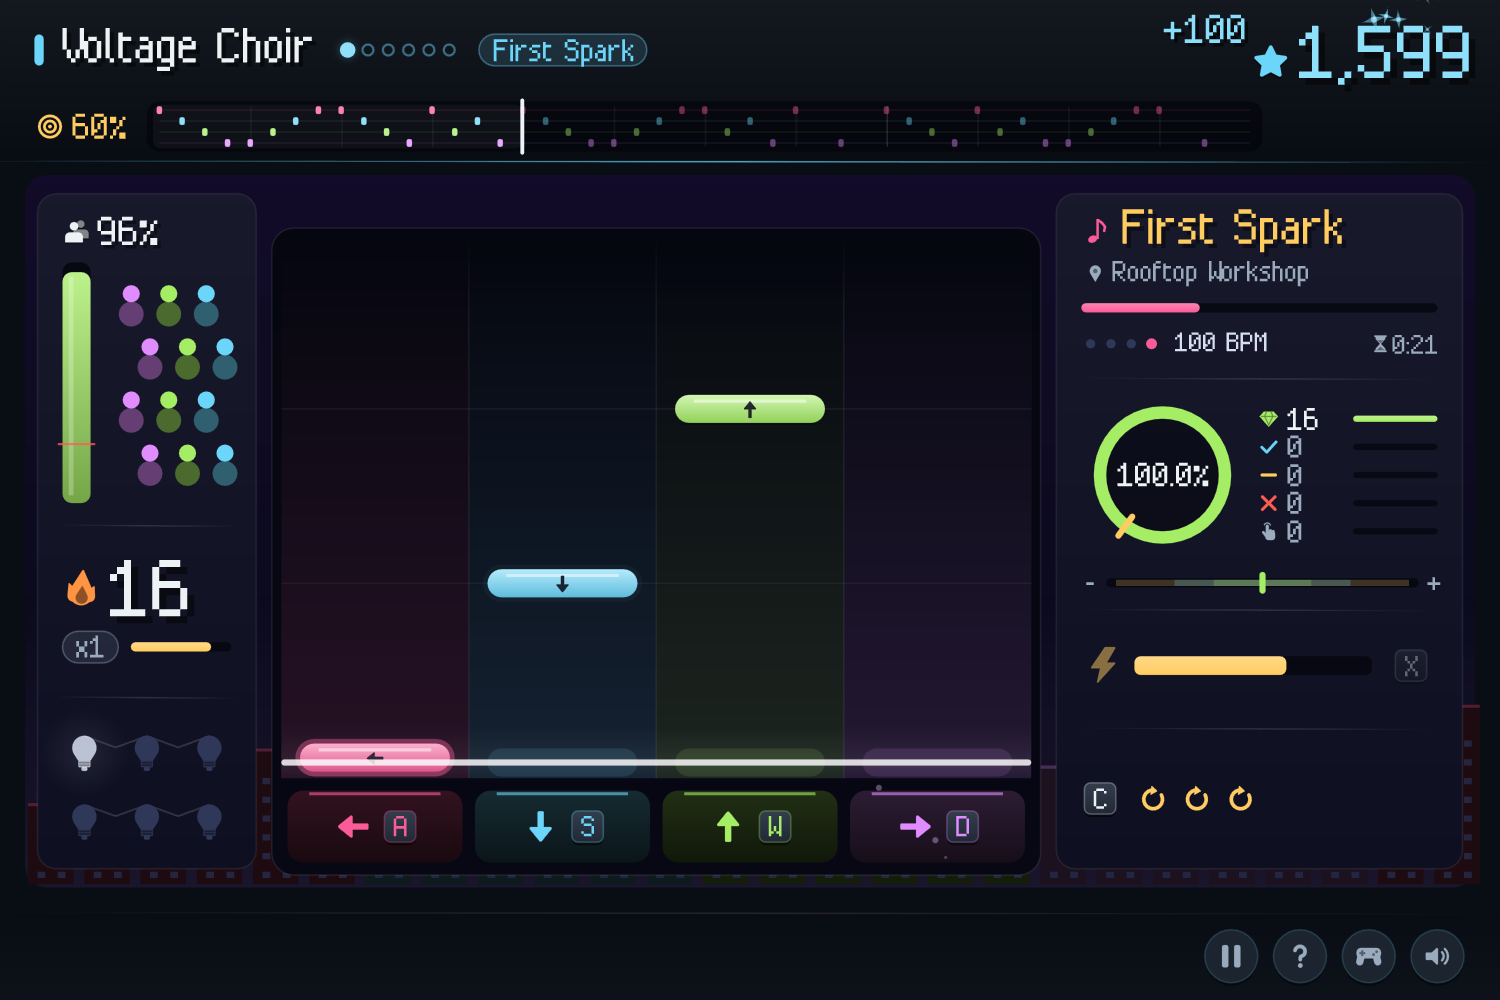 Voltage Choir
First Spark
+100
1,599
60%
96%
First Spark
Rooftop Workshop
100 BPM
0:21
16
0
100.0%
0
0
0
- +
16
x1
X
C
A
S
W
D
?